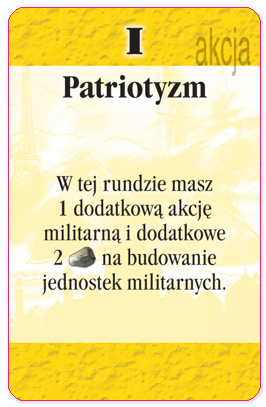 I
akcja
Patriotyzm
W tej rundzie masz
1 dodatkową akcję
militarną i dodatkowe
2 na budowanie
jednostek militarnych.